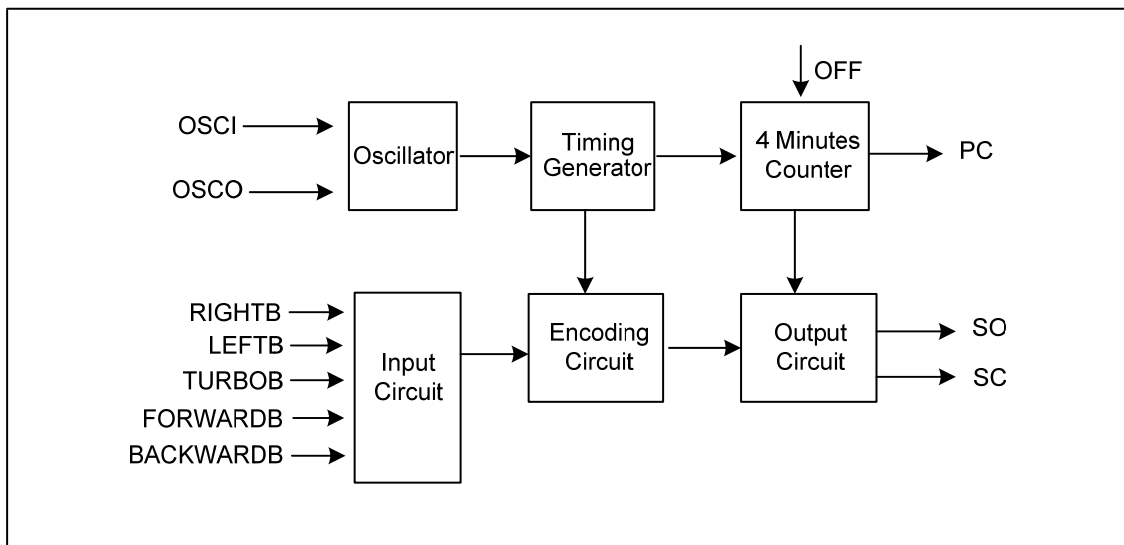 OFF
OSCI
OSCO
Oscillator
Timing
Generator
4 Minutes
Counter
PC
RIGHTB
LEFTB
TURBOB
FORWARDB
BACKWARDB
Input
Circuit
Encoding
Circuit
Output
Circuit
SO
SC